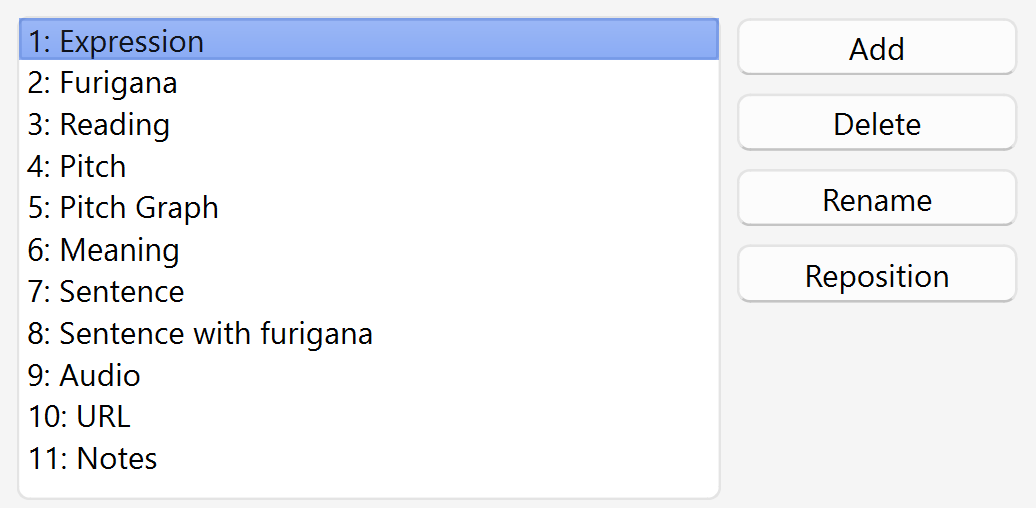 1: Expression
2: Furigana
3: Reading
4: Pitch
5: Pitch Graph
6: Meaning
7: Sentence
8: Sentence with furigana
9: Audio
10: URL
11: Notes
Add
Delete
Rename
Reposition